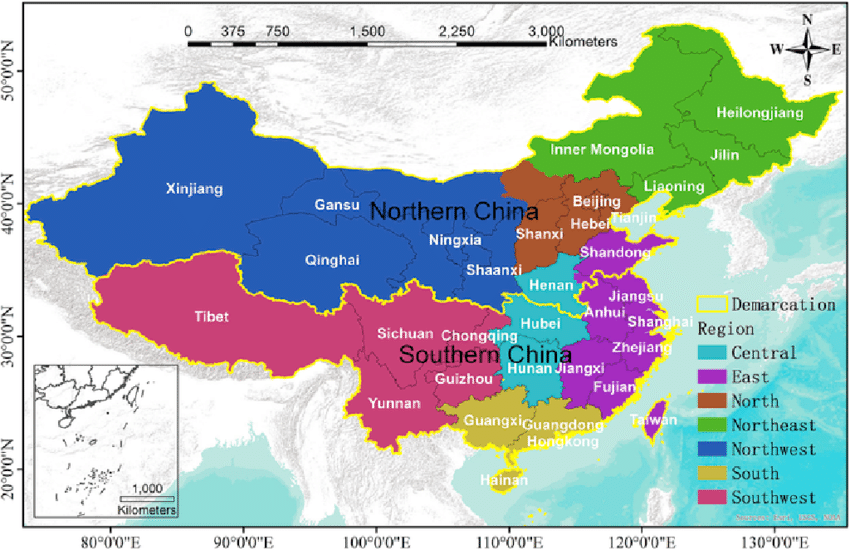 0 375 750 1,500 2,250 3,000
Kilometers
N
W E
S
50°0'0"N
40°0'0"N
30°0'0"N
20°0'0"N
Heilongjiang
Inner Mongolia
Jilin
Xinjiang
Liaoning
Gansu
Northern China
Beijing
Tianjin
Hebei
Shanxi
Ningxia
Qinghai
Shaanxi
Shandong
Henan
Tibet
Jiangsu
Anhui
Hubei
Shanghai
Sichuan
Chongqing
Zhejiang
Southern China
Hunan
Jiangxi
Guizhou
Fujian
Yunnan
Guangxi
Guangdong
Taiwan
Hongkong
Hainan
Demarcation
Region
Central
East
North
Northeast
Northwest
South
Southwest
1,000
Kilometers
80°0'0"E 90°0'0"E 100°0'0"E 110°0'0"E 120°0'0"E 130°0'0"E